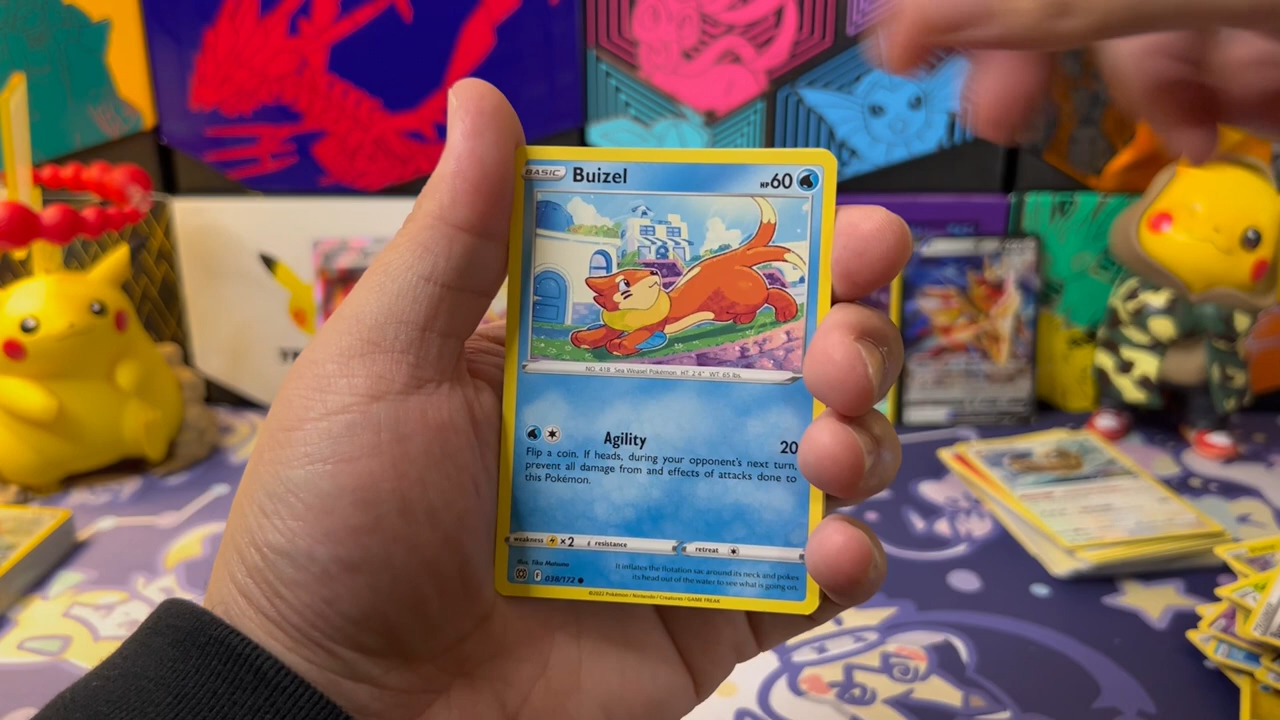 BASIC Buizel HP60
NO. 418 Sea Weasel Pokémon HT: 2'4" WT: 65 lbs.
Agility 20
Flip a coin. If heads, during your opponent's next turn,
prevent all damage from and effects of attacks done to
this Pokémon.
weakness ×2 resistance retreat
Illus. Tika Matsuno
It inflates the flotation sac around its neck and pokes
its head out of the water to see what is going on.
F 038/172
©2022 Pokémon / Nintendo / Creatures / GAME FREAK